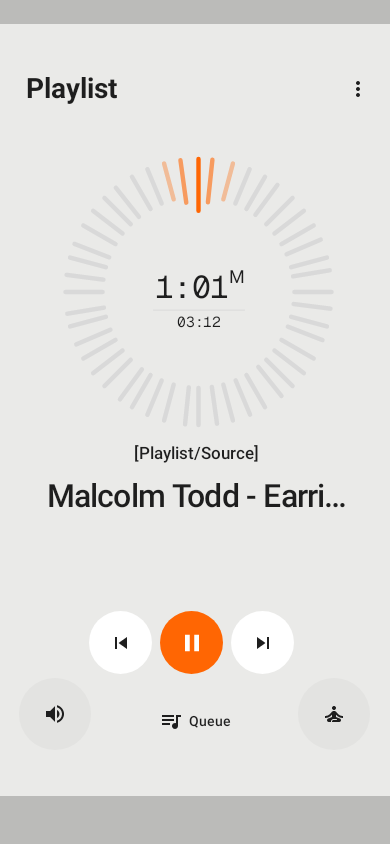 Playlist
1:01M
03:12
[Playlist/Source]
Malcolm Todd - Earri...
Queue